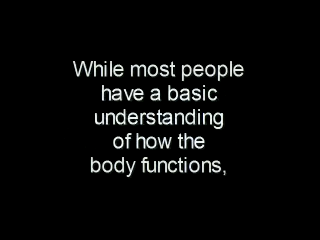 While most people
have a basic
understanding
of how the
body functions,